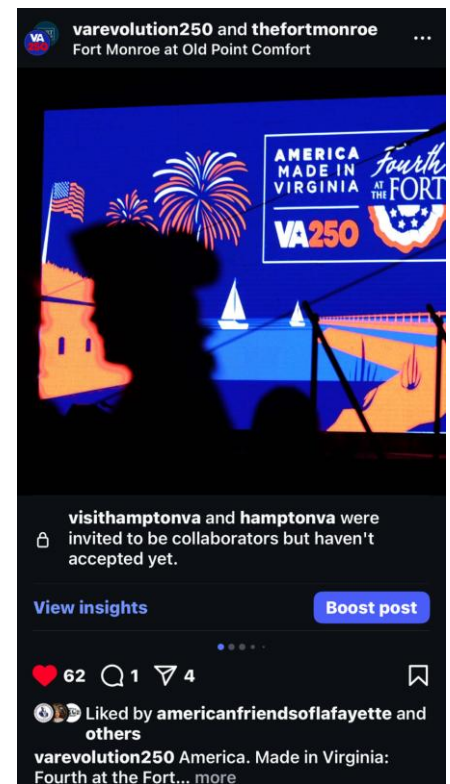 varevolution250 and thefortmonroe
Fort Monroe at Old Point Comfort
VA
250
AMERICA
MADE IN
VIRGINIA
VA250
Fourth
AT THE FORT
visithamptonva and hamptonva were
invited to be collaborators but haven't
accepted yet.
View insights
Boost post
62 1 4
Liked by americanfriendsoflafayette and
others
varevolution250 America. Made in Virginia:
Fourth at the Fort... more